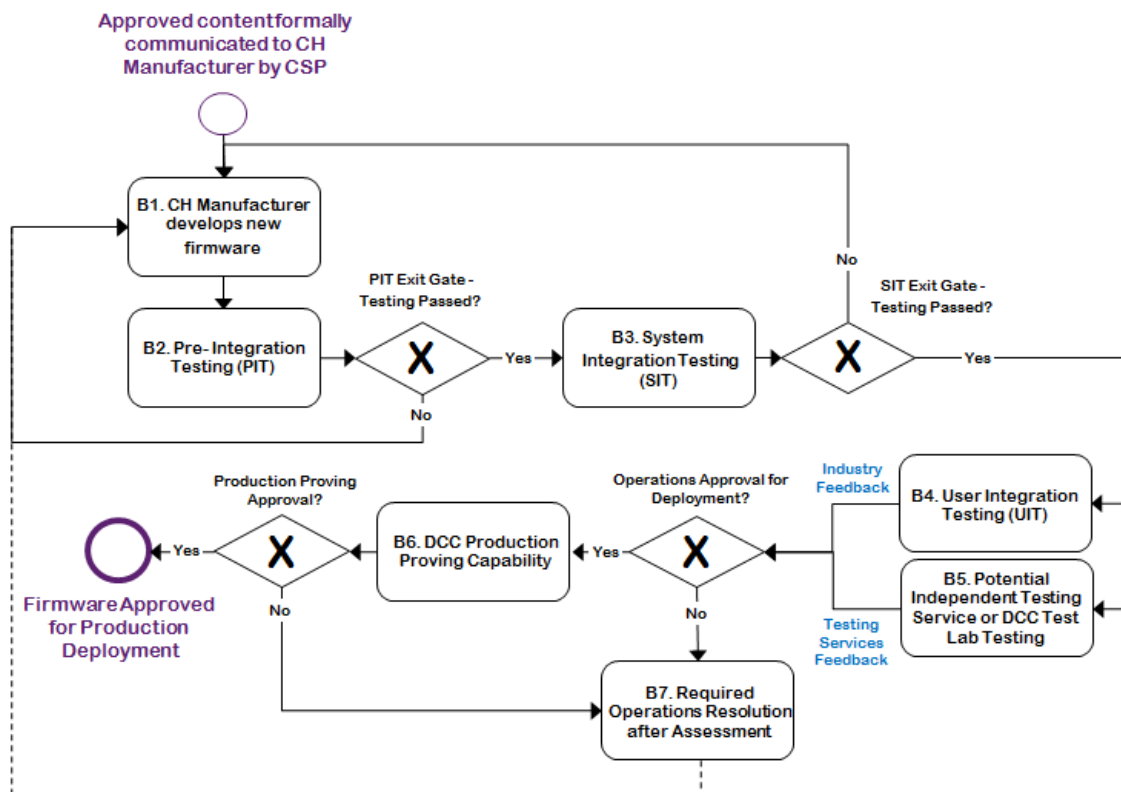 Approved content formally
communicated to CH
Manufacturer by CSP
B1. CH Manufacturer
develops new
firmware
No
PIT Exit Gate -
Testing Passed?
SIT Exit Gate -
Testing Passed?
B2. Pre- Integration
Testing (PIT)
X
Yes
B3. System
Integration Testing
(SIT)
X
Yes
No
Production Proving
Approval?
Operations Approval for
Deployment?
Industry
Feedback
B4. User Integration
Testing (UIT)
Yes
X
B6. DCC Production
Proving Capability
Yes
X
B5. Potential
Independent Testing
Service or DCC Test
Lab Testing
Firmware Approved
for Production
Deployment
No
No
Testing
Services
Feedback
B7. Required
Operations Resolution
after Assessment